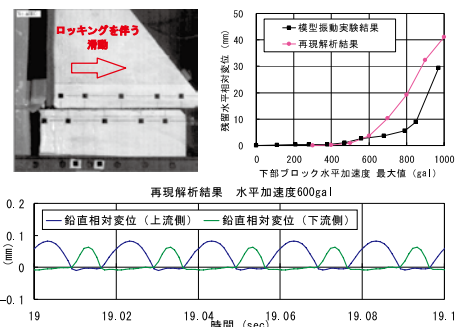 ロッキングを伴う
滑動
50
40
30
20
10
0
残留水平相対変位 (mm)
模型振動実験結果
再現解析結果
0 200 400 600 800 1000
下部ブロック水平加速度 最大値 (gal)
再現解析結果 水平加速度600gal
0.2
0.1
0
-0.1
(mm)
鉛直相対変位（上流側） 鉛直相対変位（下流側）
19 19.02 19.04 19.06 19.08 19.1
時間 (sec)